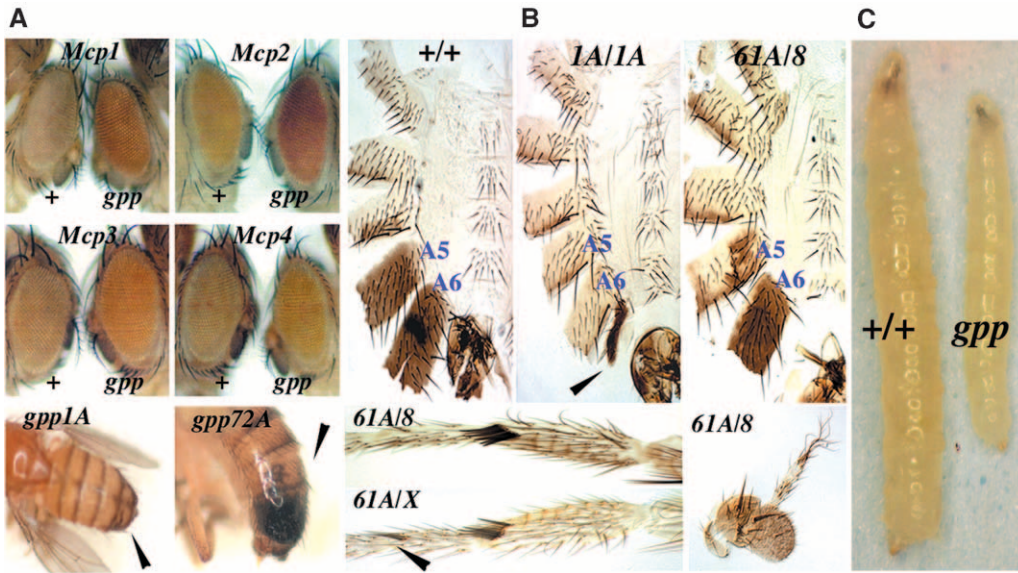 A
B
C
Mcp1
Mcp2
+
gpp
+
gpp
Mcp3
Mcp4
+
gpp
+
gpp
gpp1A
gpp72A
+/+
A5
A6
1A/1A
A5
A6
61A/8
A5
A6
61A/8
61A/X
61A/8
+/+
gpp